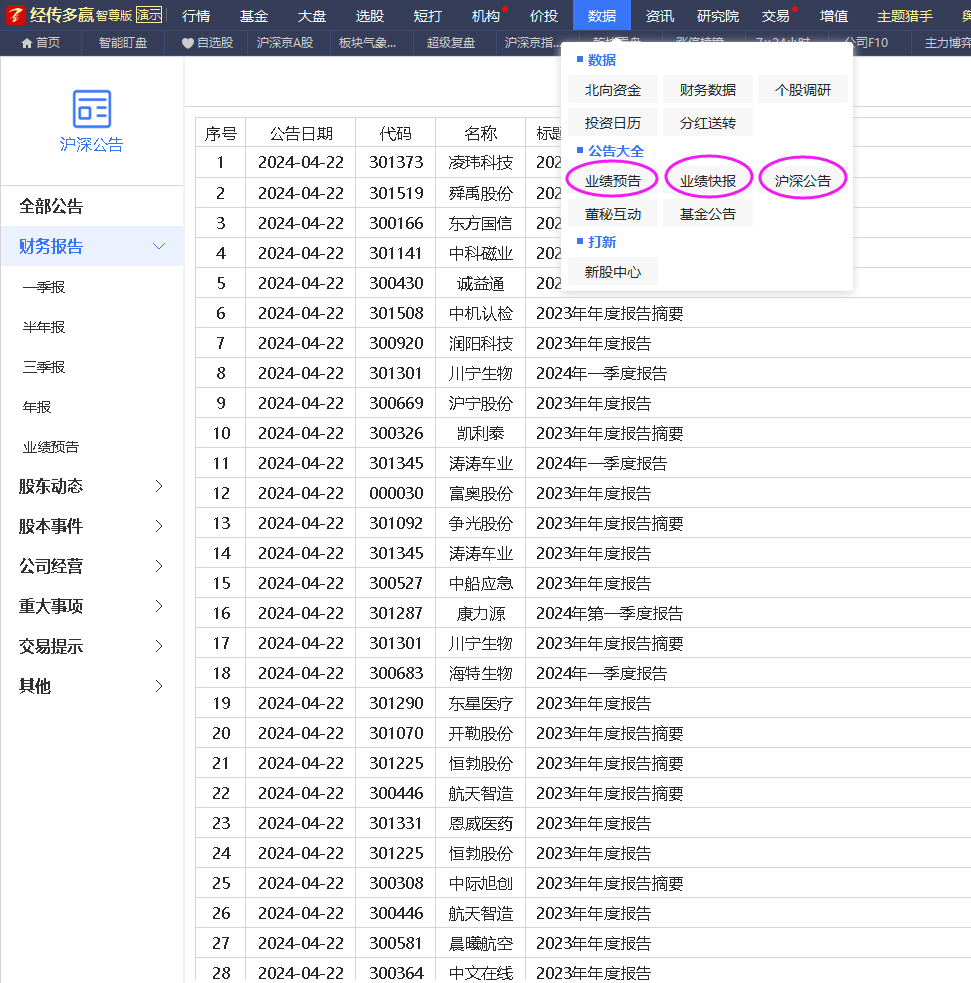 经传多赢 智尊版 演示 行情 基金 大盘 选股 短打 机构 价投 数据 资讯 研究院 交易 增值 主题猎手
首页 智能盯盘 自选股 沪深京A股 板块气象... 超级复盘 沪深京指... 公司F10 主力博弈
数据
北向资金 财务数据 个股调研
投资日历 分红送转
公告大全
业绩预告 业绩快报 沪深公告
董秘互动 基金公告
打新
新股中心
沪深公告
全部公告
财务报告
一季报
半年报
三季报
年报
业绩预告
股东动态
股本事件
公司经营
重大事项
交易提示
其他
序号 公告日期 代码 名称 标题
1 2024-04-22 301373 凌玮科技 202
2 2024-04-22 301519 舜禹股份 202
3 2024-04-22 300166 东方国信 202
4 2024-04-22 301141 中科磁业 202
5 2024-04-22 300430 诚益通 202
6 2024-04-22 301508 中机认检 2023年年度报告摘要
7 2024-04-22 300920 润阳科技 2023年年度报告
8 2024-04-22 301301 川宁生物 2024年一季度报告
9 2024-04-22 300669 沪宁股份 2023年年度报告
10 2024-04-22 300326 凯利泰 2023年年度报告摘要
11 2024-04-22 301345 涛涛车业 2024年一季度报告
12 2024-04-22 000030 富奥股份 2023年年度报告
13 2024-04-22 301092 争光股份 2023年年度报告摘要
14 2024-04-22 301345 涛涛车业 2023年年度报告
15 2024-04-22 300527 中船应急 2023年年度报告
16 2024-04-22 301287 康力源 2024年第一季度报告
17 2024-04-22 301301 川宁生物 2023年年度报告摘要
18 2024-04-22 300683 海特生物 2024年一季度报告
19 2024-04-22 301290 东星医疗 2023年年度报告
20 2024-04-22 301070 开勒股份 2023年年度报告摘要
21 2024-04-22 301225 恒勃股份 2023年年度报告摘要
22 2024-04-22 300446 航天智造 2023年年度报告摘要
23 2024-04-22 301331 恩威医药 2023年年度报告
24 2024-04-22 301225 恒勃股份 2023年年度报告
25 2024-04-22 300308 中际旭创 2023年年度报告摘要
26 2024-04-22 300446 航天智造 2023年年度报告
27 2024-04-22 300581 晨曦航空 2023年年度报告
28 2024-04-22 300364 中文在线 2023年年度报告